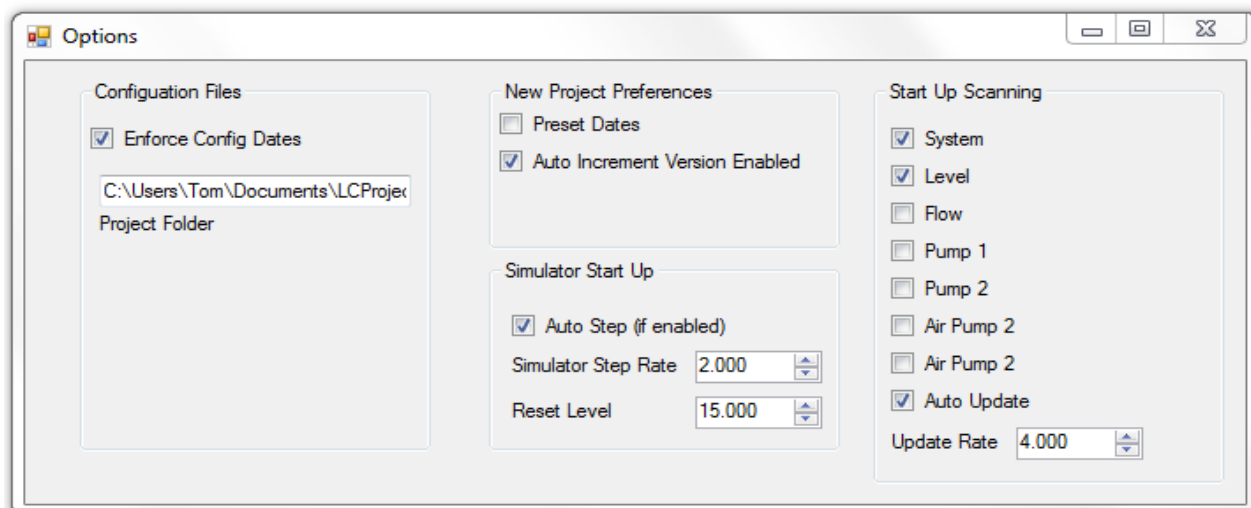 Options
Configuation Files
Enforce Config Dates
C:\Users\Tom\Documents\LCProjec
Project Folder
New Project Preferences
Preset Dates
Auto Increment Version Enabled
Simulator Start Up
Auto Step (if enabled)
Simulator Step Rate 2.000
Reset Level 15.000
Start Up Scanning
System
Level
Flow
Pump 1
Pump 2
Air Pump 2
Air Pump 2
Auto Update
Update Rate 4.000